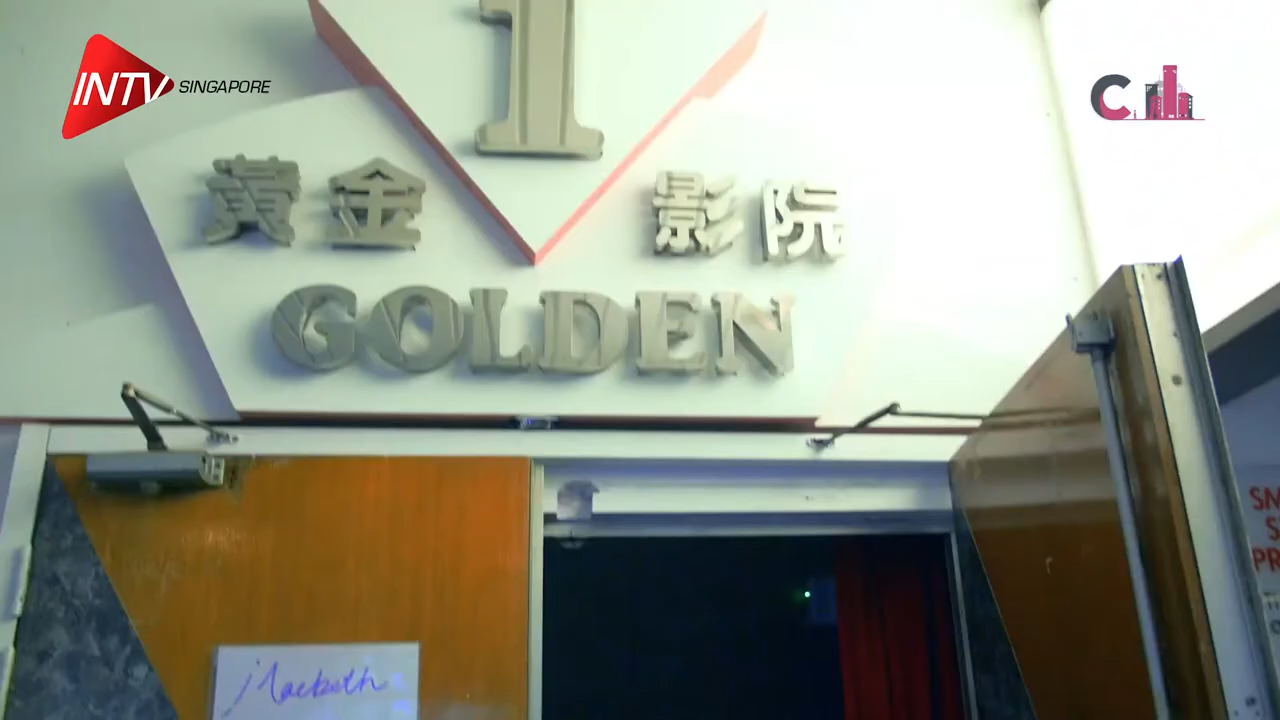 INTV SINGAPORE
C.
1
黃金 影院
GOLDEN
Macbeth